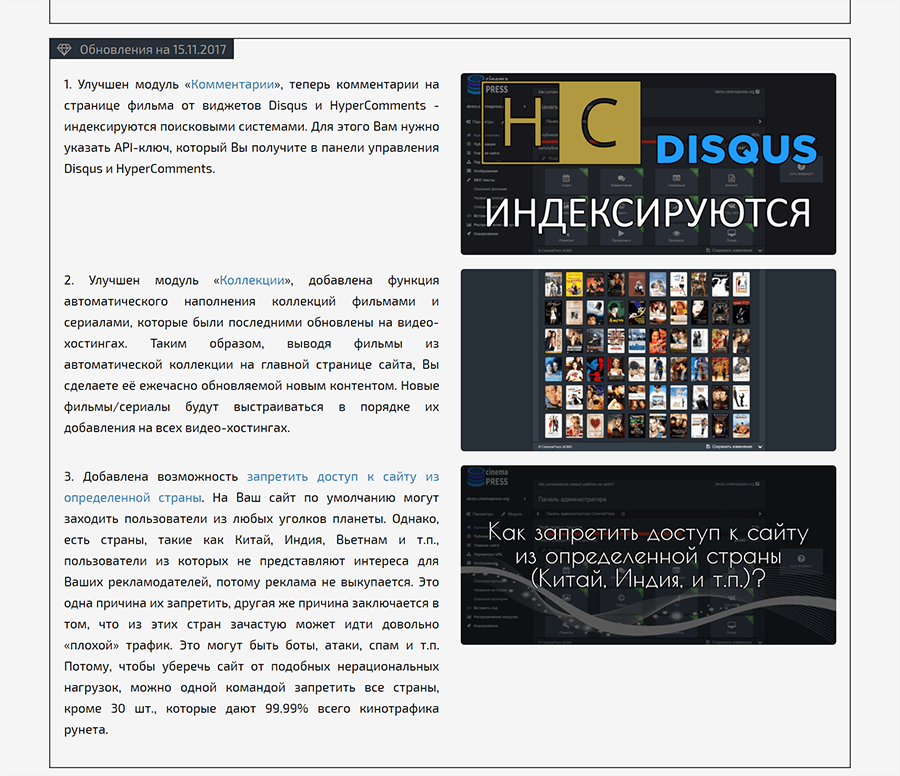 Обновления на 15.11.2017
1. Улучшен модуль «Комментарии», теперь комментарии на
странице фильма от виджетов Disqus и HyperComments -
индексируются поисковыми системами. Для этого Вам нужно
указать API-ключ, который Вы получите в панели управления
Disqus и HyperComments.
cinema
PRESS
HC
DISQUS
ИНДЕКСИРУЮТСЯ
2. Улучшен модуль «Коллекции», добавлена функция
автоматического наполнения коллекций фильмами и
сериалами, которые были последними обновлены на видео-
хостингах. Таким образом, выводя фильмы из
автоматической коллекции на главной странице сайта, Вы
сделаете её ежечасно обновляемой новым контентом. Новые
фильмы/сериалы будут выстраиваться в порядке их
добавления на всех видео-хостингах.
3. Добавлена возможность запретить доступ к сайту из
определенной страны. На Ваш сайт по умолчанию могут
заходить пользователи из любых уголков планеты. Однако,
есть страны, такие как Китай, Индия, Вьетнам и т.п.,
пользователи из которых не представляют интереса для
Ваших рекламодателей, потому реклама не выкупается. Это
одна причина их запретить, другая же причина заключается в
том, что из этих стран зачастую может идти довольно
«плохой» трафик. Это могут быть боты, атаки, спам и т.п.
Потому, чтобы уберечь сайт от подобных нерациональных
нагрузок, можно одной командой запретить все страны,
кроме 30 шт., которые дают 99.99% всего кинотрафика
рунета.
cinema
PRESS
Панель администратора
Как запретить доступ к сайту
из определенной страны
(Китай, Индия, и т.п.)?